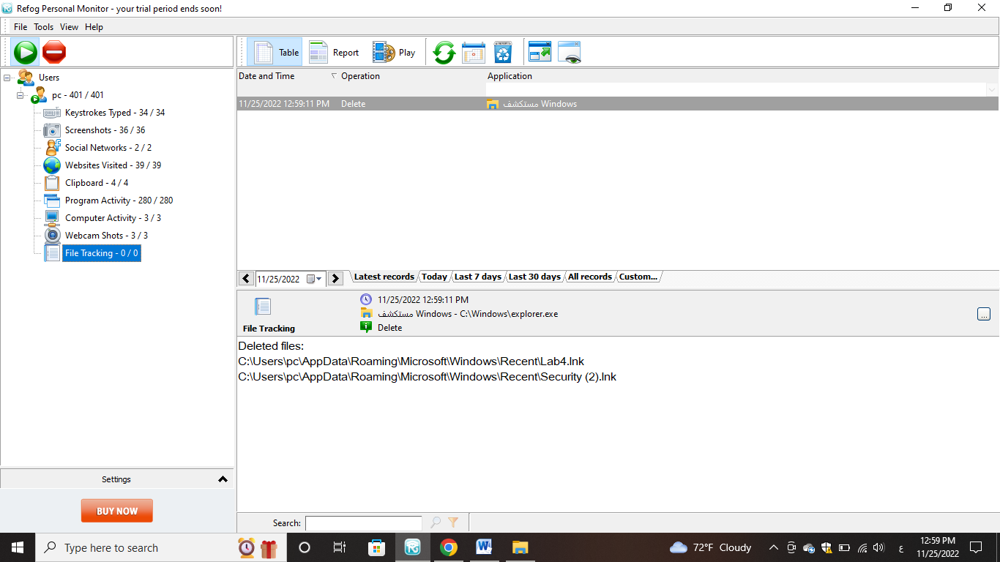 Refog Personal Monitor - your trial period ends soon!
File Tools View Help
Table Report Play
Users
pc - 401 / 401
Keystrokes Typed - 34 / 34
Screenshots - 36 / 36
Social Networks - 2 / 2
Websites Visited - 39 / 39
Clipboard - 4 / 4
Program Activity - 280 / 280
Computer Activity - 3 / 3
Webcam Shots - 3 / 3
File Tracking - 0 / 0
Settings
BUY NOW
Date and Time Operation Application
11/25/2022 12:59:11 PM Delete مستكشف Windows
11/25/2022 Latest records Today Last 7 days Last 30 days All records Custom...
File Tracking
11/25/2022 12:59:11 PM
مستكشف Windows - C:\Windows\explorer.exe
Delete
...
Deleted files:
C:\Users\pc\AppData\Roaming\Microsoft\Windows\Recent\Lab4.lnk
C:\Users\pc\AppData\Roaming\Microsoft\Windows\Recent\Security (2).lnk
Search:
Type here to search
72°F Cloudy
ع
12:59 PM
11/25/2022